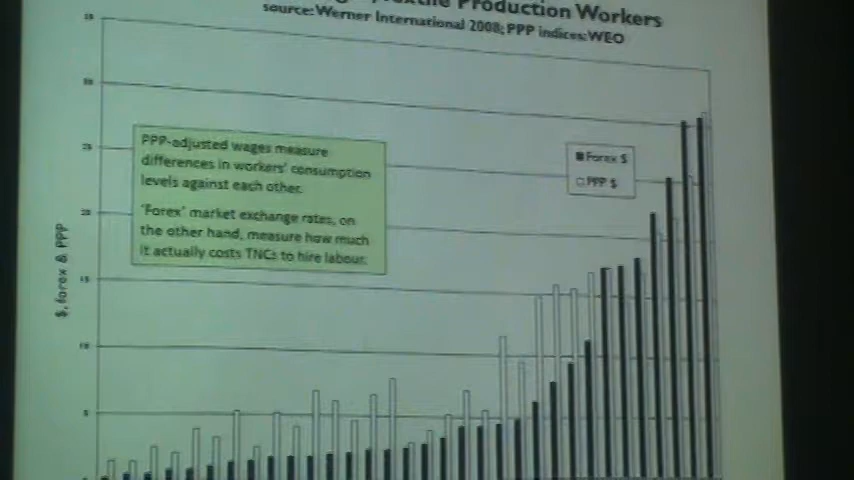 Production Workers
source: Werner International 2008; PPP indices: WEO
PPP-adjusted wages measure
differences in workers' consumption
levels against each other.
'Forex' market exchange rates, on
the other hand, measure how much
it actually costs TNCs to hire labour.
Forex $
PPP $
$, forex & PPP
25
20
15
10
5